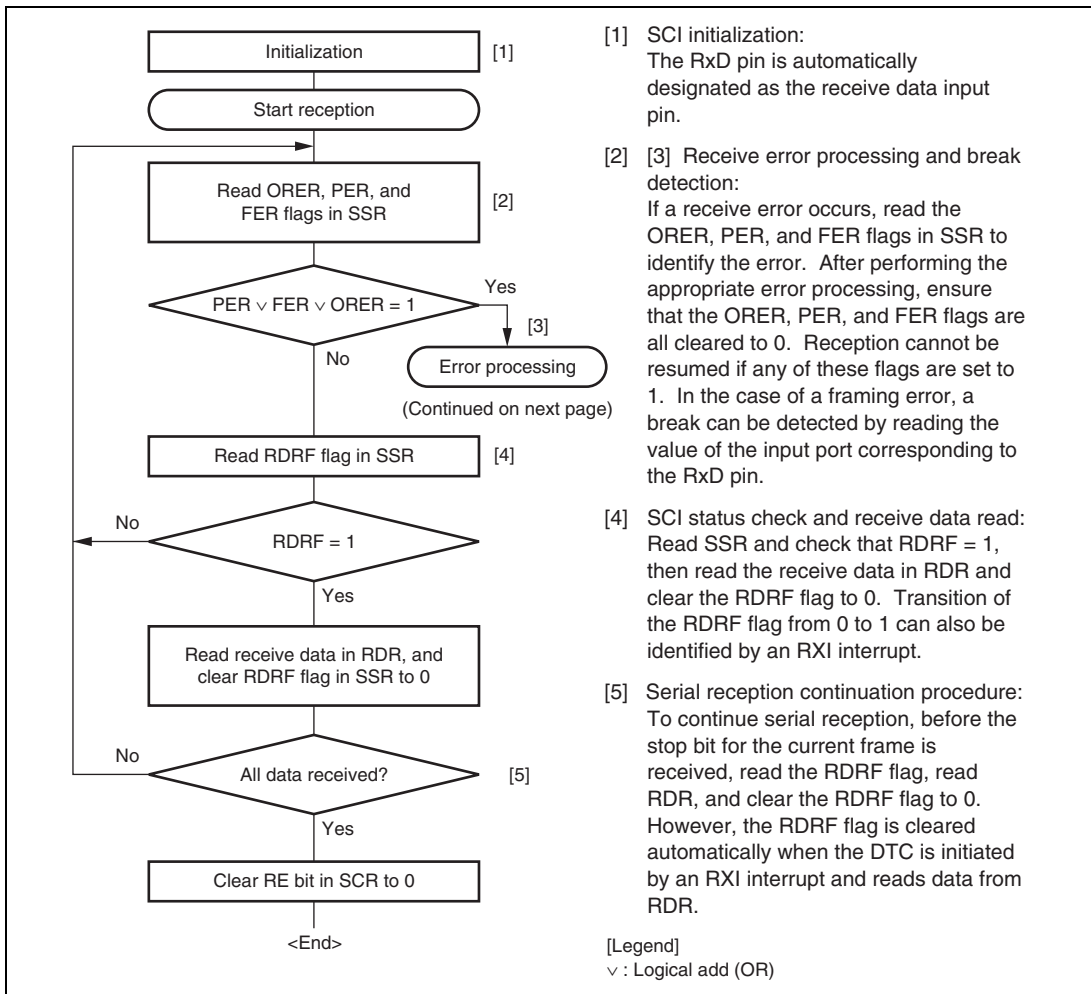 Initialization
[1]
Start reception
Read ORER, PER, and
FER flags in SSR
[2]
PER ∨ FER ∨ ORER = 1
Yes
[3]
No
Error processing
(Continued on next page)
Read RDRF flag in SSR
[4]
No
RDRF = 1
Yes
Read receive data in RDR, and
clear RDRF flag in SSR to 0
No
All data received?
[5]
Yes
Clear RE bit in SCR to 0
<End>
[1] SCI initialization:
The RxD pin is automatically
designated as the receive data input
pin.
[2] [3] Receive error processing and break
detection:
If a receive error occurs, read the
ORER, PER, and FER flags in SSR to
identify the error. After performing the
appropriate error processing, ensure
that the ORER, PER, and FER flags are
all cleared to 0. Reception cannot be
resumed if any of these flags are set to
1. In the case of a framing error, a
break can be detected by reading the
value of the input port corresponding to
the RxD pin.
[4] SCI status check and receive data read:
Read SSR and check that RDRF = 1,
then read the receive data in RDR and
clear the RDRF flag to 0. Transition of
the RDRF flag from 0 to 1 can also be
identified by an RXI interrupt.
[5] Serial reception continuation procedure:
To continue serial reception, before the
stop bit for the current frame is
received, read the RDRF flag, read
RDR, and clear the RDRF flag to 0.
However, the RDRF flag is cleared
automatically when the DTC is initiated
by an RXI interrupt and reads data from
RDR.
[Legend]
∨ : Logical add (OR)